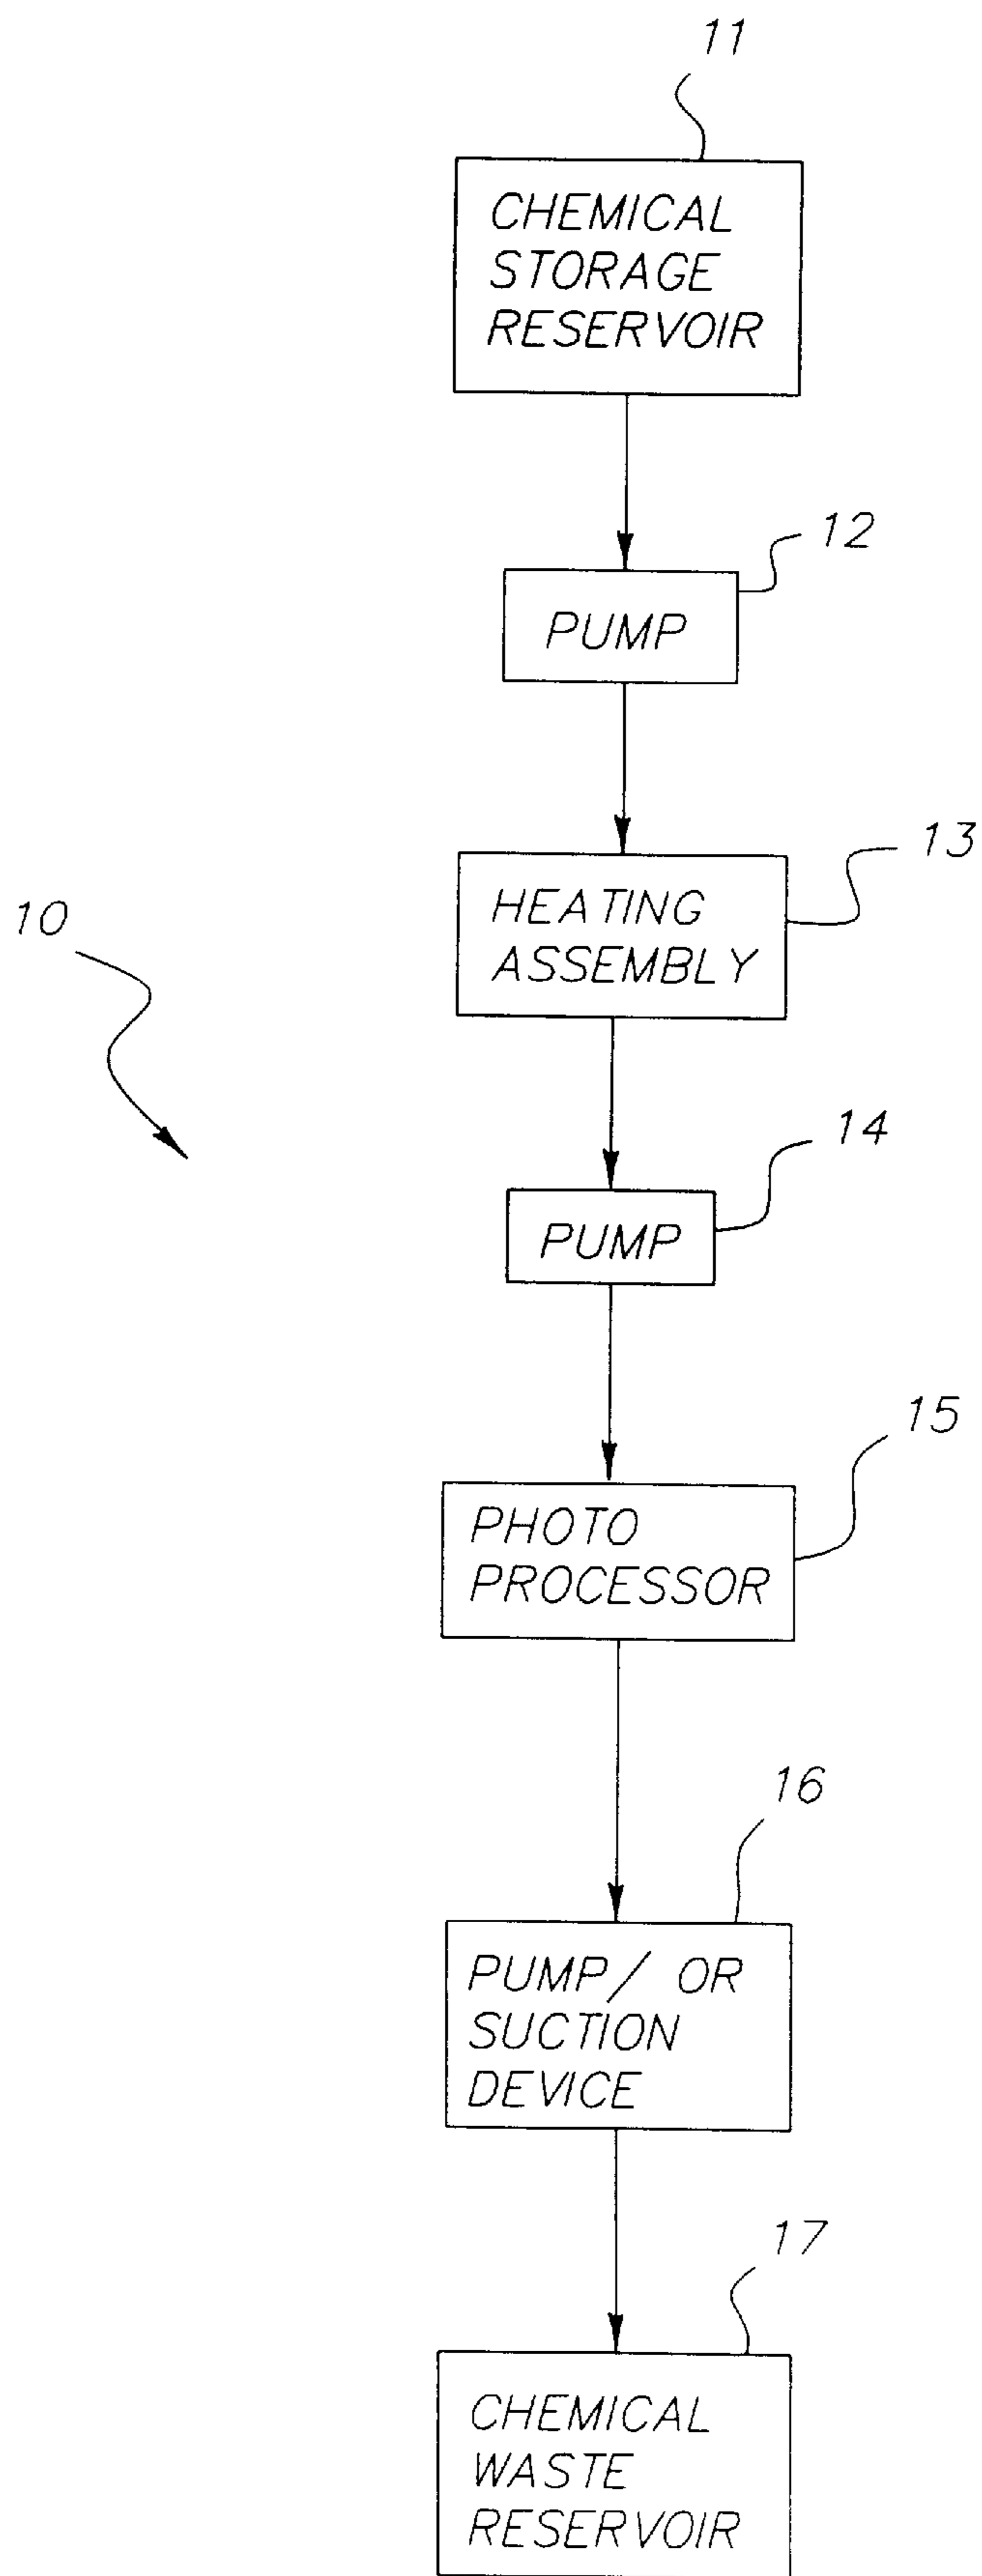 11
CHEMICAL
STORAGE
RESERVOIR
12
PUMP
13
HEATING
ASSEMBLY
10
14
PUMP
15
PHOTO
PROCESSOR
16
PUMP/ OR
SUCTION
DEVICE
17
CHEMICAL
WASTE
RESERVOIR